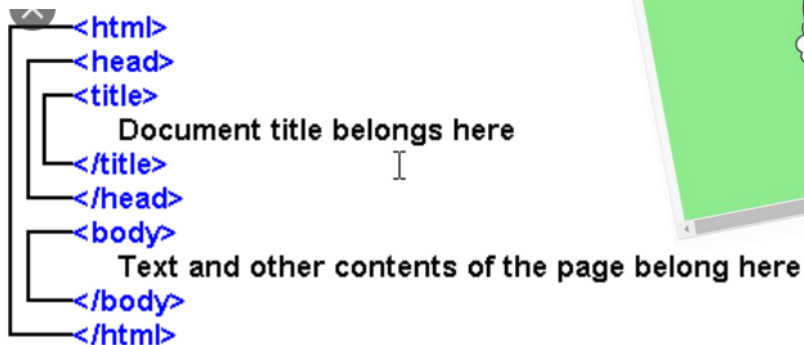 <html>
<head>
<title>
Document title belongs here
</title>
</head>
<body>
Text and other contents of the page belong here
</body>
</html>